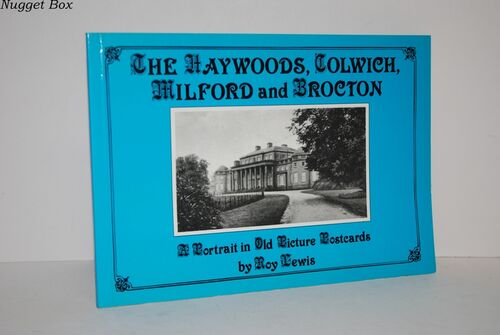 Nugget Box
The Haywoods, Colwich,
Milford and Brocton
A Portrait in Old Picture Postcards
by Roy Lewis